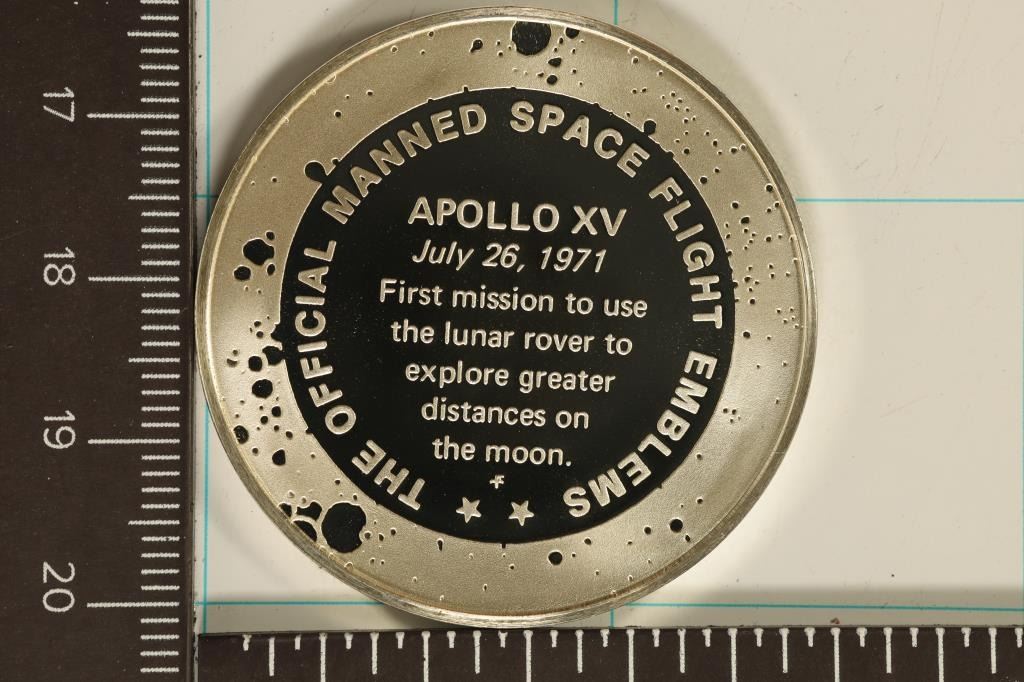 THE OFFICIAL MANNED SPACE FLIGHT EMBLEMS
APOLLO XV
July 26, 1971
First mission to use
the lunar rover to
explore greater
distances on
the moon.
17
18
19
20